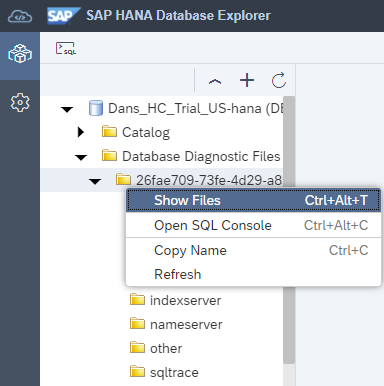 SAP SAP HANA Database Explorer
SQL
Dans_HC_Trial_US-hana (DB
Catalog
Database Diagnostic Files
26fae709-73fe-4d29-a8
Show Files Ctrl+Alt+T
Open SQL Console Ctrl+Alt+C
Copy Name Ctrl+C
Refresh
indexserver
nameserver
other
sqltrace